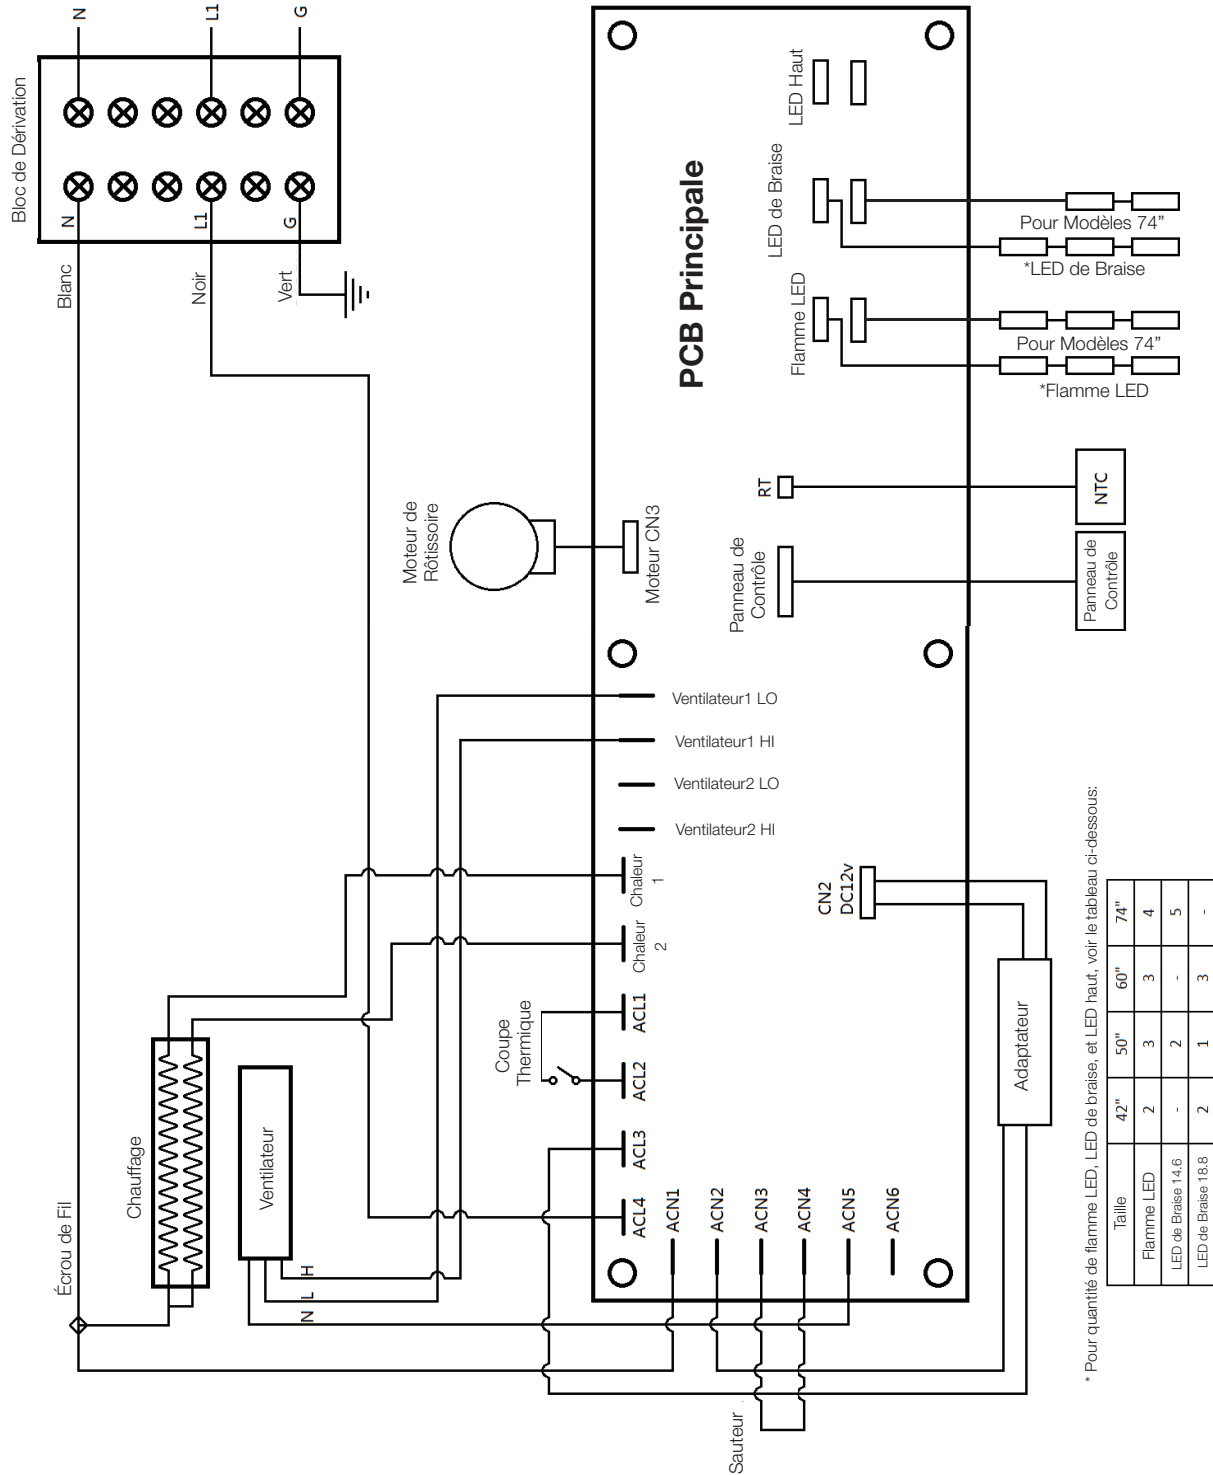 Bloc de Dérivation
N
L1
G
N
L1
G
Blanc
Noir
Vert
Écrou de Fil
Chauffage
Ventilateur
N
L
H
Moteur de
Rôtissoire
Moteur CN3
PCB Principale
LED Haut
LED de Braise
Flamme LED
Pour Modèles 74"
*LED de Braise
Pour Modèles 74"
*Flamme LED
RT
NTC
Panneau de
Contrôle
Panneau de
Contrôle
Ventilateur1 LO
Ventilateur1 HI
Ventilateur2 LO
Ventilateur2 HI
Chaleur
1
Chaleur
2
Coupe
Thermique
ACL1
ACL2
ACL3
ACL4
ACN1
ACN2
ACN3
ACN4
ACN5
ACN6
CN2
DC12v
Adaptateur
Sauteur
* Pour quantité de flamme LED, LED de braise, et LED haut, voir le tableau ci-dessous:
Taille 42" 50" 60" 74"
Flamme LED 2 3 3 4
LED de Braise 14.6 - 2 - 5
LED de Braise 18.8 2 1 3 -